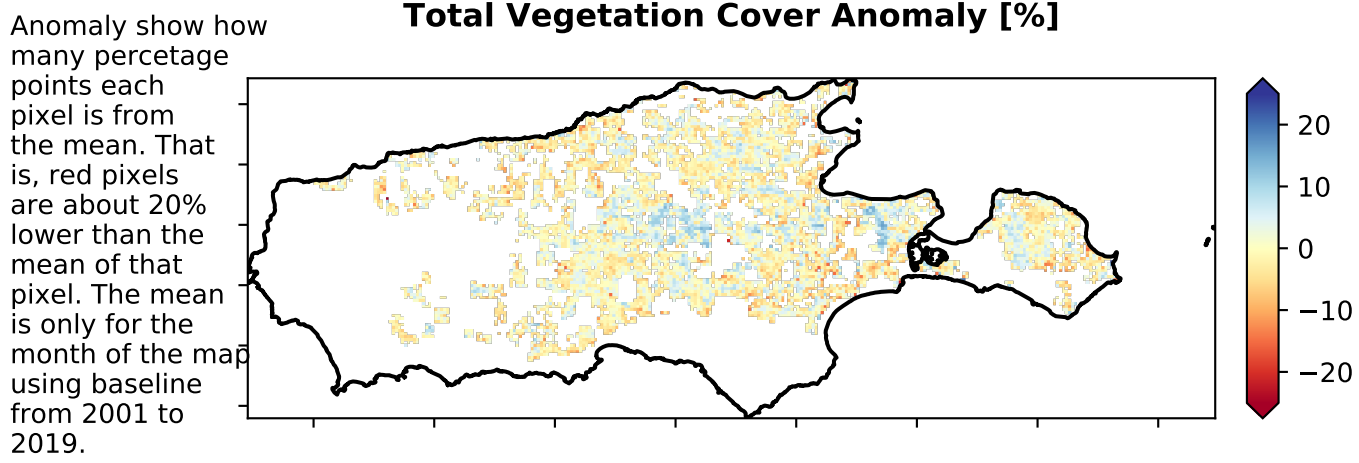 Total Vegetation Cover Anomaly [%]
Anomaly show how
many percetage
points each
pixel is from
the mean. That
is, red pixels
are about 20%
lower than the
mean of that
pixel. The mean
is only for the
month of the map
using baseline
from 2001 to
2019.
20
10
0
−10
−20